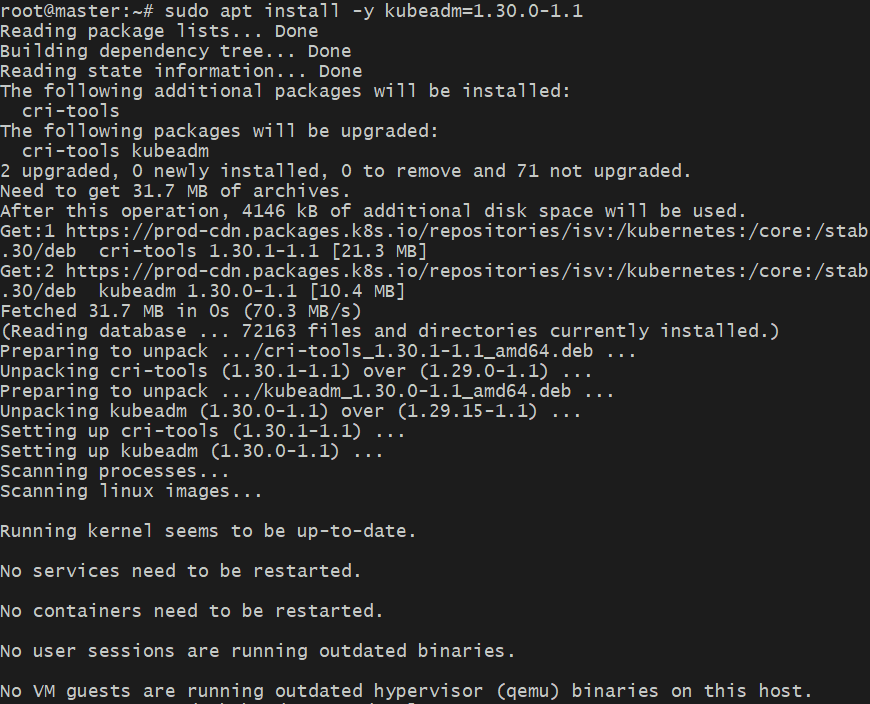 root@master:~# sudo apt install -y kubeadm=1.30.0-1.1
Reading package lists... Done
Building dependency tree... Done
Reading state information... Done
The following additional packages will be installed:
  cri-tools
The following packages will be upgraded:
  cri-tools kubeadm
2 upgraded, 0 newly installed, 0 to remove and 71 not upgraded.
Need to get 31.7 MB of archives.
After this operation, 4146 kB of additional disk space will be used.
Get:1 https://prod-cdn.packages.k8s.io/repositories/isv:/kubernetes:/core:/stab
.30/deb  cri-tools 1.30.1-1.1 [21.3 MB]
Get:2 https://prod-cdn.packages.k8s.io/repositories/isv:/kubernetes:/core:/stab
.30/deb  kubeadm 1.30.0-1.1 [10.4 MB]
Fetched 31.7 MB in 0s (70.3 MB/s)
(Reading database ... 72163 files and directories currently installed.)
Preparing to unpack .../cri-tools_1.30.1-1.1_amd64.deb ...
Unpacking cri-tools (1.30.1-1.1) over (1.29.0-1.1) ...
Preparing to unpack .../kubeadm_1.30.0-1.1_amd64.deb ...
Unpacking kubeadm (1.30.0-1.1) over (1.29.15-1.1) ...
Setting up cri-tools (1.30.1-1.1) ...
Setting up kubeadm (1.30.0-1.1) ...
Scanning processes...
Scanning linux images...
Running kernel seems to be up-to-date.
No services need to be restarted.
No containers need to be restarted.
No user sessions are running outdated binaries.
No VM guests are running outdated hypervisor (qemu) binaries on this host.